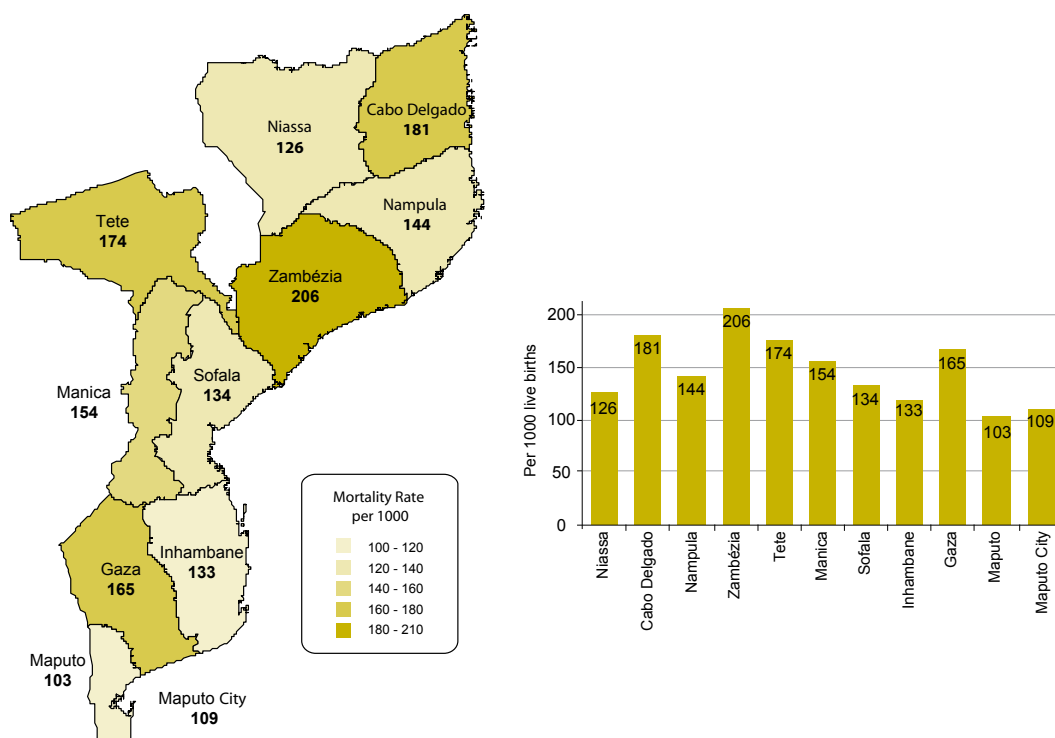 Cabo Delgado
181
Niassa
126
Nampula
144
Tete
174
Zambézia
206
Sofala
134
Manica
154
Inhambane
133
Gaza
165
Maputo
103
Maputo City
109
Mortality Rate
per 1000
100 - 120
120 - 140
140 - 160
160 - 180
180 - 210
Per 1000 live births
200
150
100
50
0
126
181
144
206
174
154
134
133
165
103
109
Niassa
Cabo Delgado
Nampula
Zambézia
Tete
Manica
Sofala
Inhambane
Gaza
Maputo
Maputo City